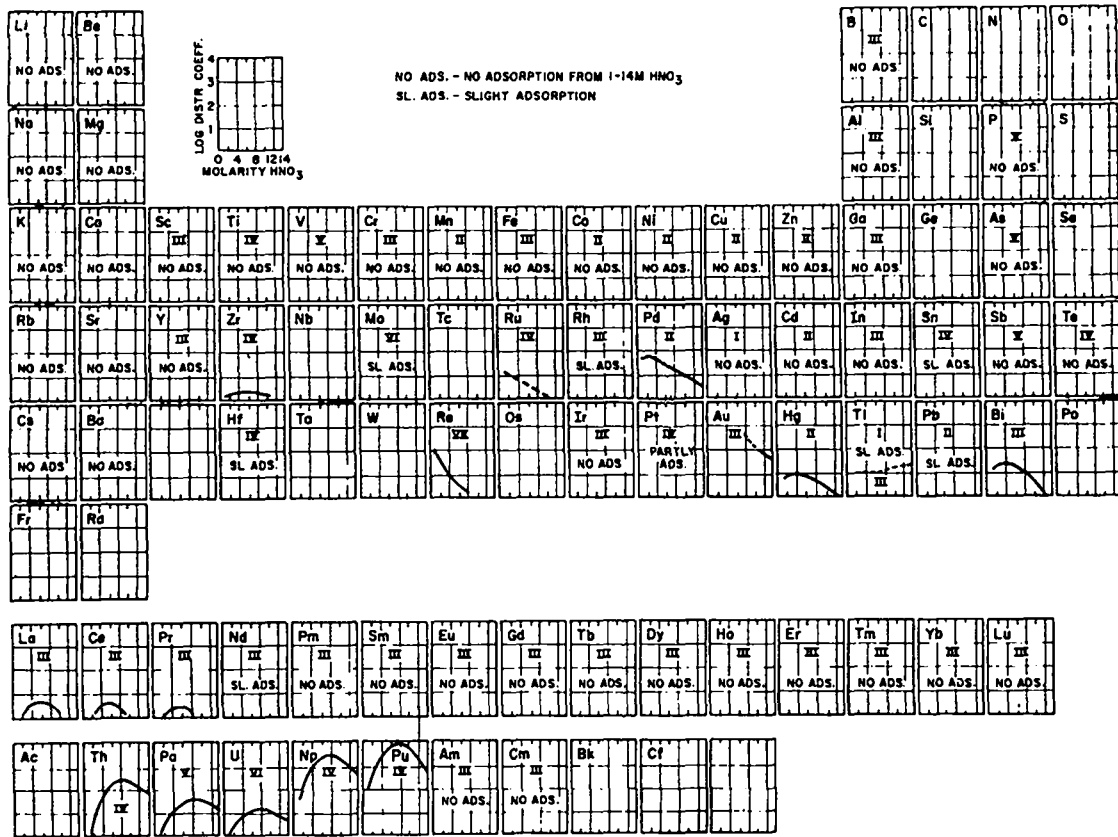 Li Be B C N O
III
NO ADS. NO ADS. NO ADS.
LOG DISTR COEFF.
4
3
2
1
0 4 8 12 14
MOLARITY HNO3
NO ADS. - NO ADSORPTION FROM 1-14M HNO3
SL. ADS. - SLIGHT ADSORPTION
Na Mg Al Si P S
III V
NO ADS. NO ADS. NO ADS. NO ADS.
K Ca Sc Ti V Cr Mn Fe Co Ni Cu Zn Ga Ge As Se
III IV V III II III II II II II III V
NO ADS. NO ADS. NO ADS. NO ADS. NO ADS. NO ADS. NO ADS. NO ADS. NO ADS. NO ADS. NO ADS. NO ADS. NO ADS. NO ADS.
Rb Sr Y Zr Nb Mo Tc Ru Rh Pd Ag Cd In Sn Sb Te
III IV VI IV III II I II III IV V IV
NO ADS. NO ADS. NO ADS. SL ADS. SL. ADS. NO ADS. NO ADS. NO ADS. SL ADS. NO ADS. NO ADS.
Cs Ba Hf Ta W Re Os Ir Pt Au Hg Tl Pb Bi Po
IV VII III IV III II I II III
NO ADS. NO ADS. SL ADS. NO ADS PARTLY ADS. SL ADS. SL ADS.
III
Fr Ra
La Ce Pr Nd Pm Sm Eu Gd Tb Dy Ho Er Tm Yb Lu
III III III III III III III III III III III III III III III
SL. ADS. NO ADS. NO ADS. NO ADS. NO ADS. NO ADS. NO ADS. NO ADS. NO ADS. NO ADS. NO ADS. NO ADS.
Ac Th Pa U Np Pu Am Cm Bk Cf
IV V VI IV IV III III
NO ADS. NO ADS.